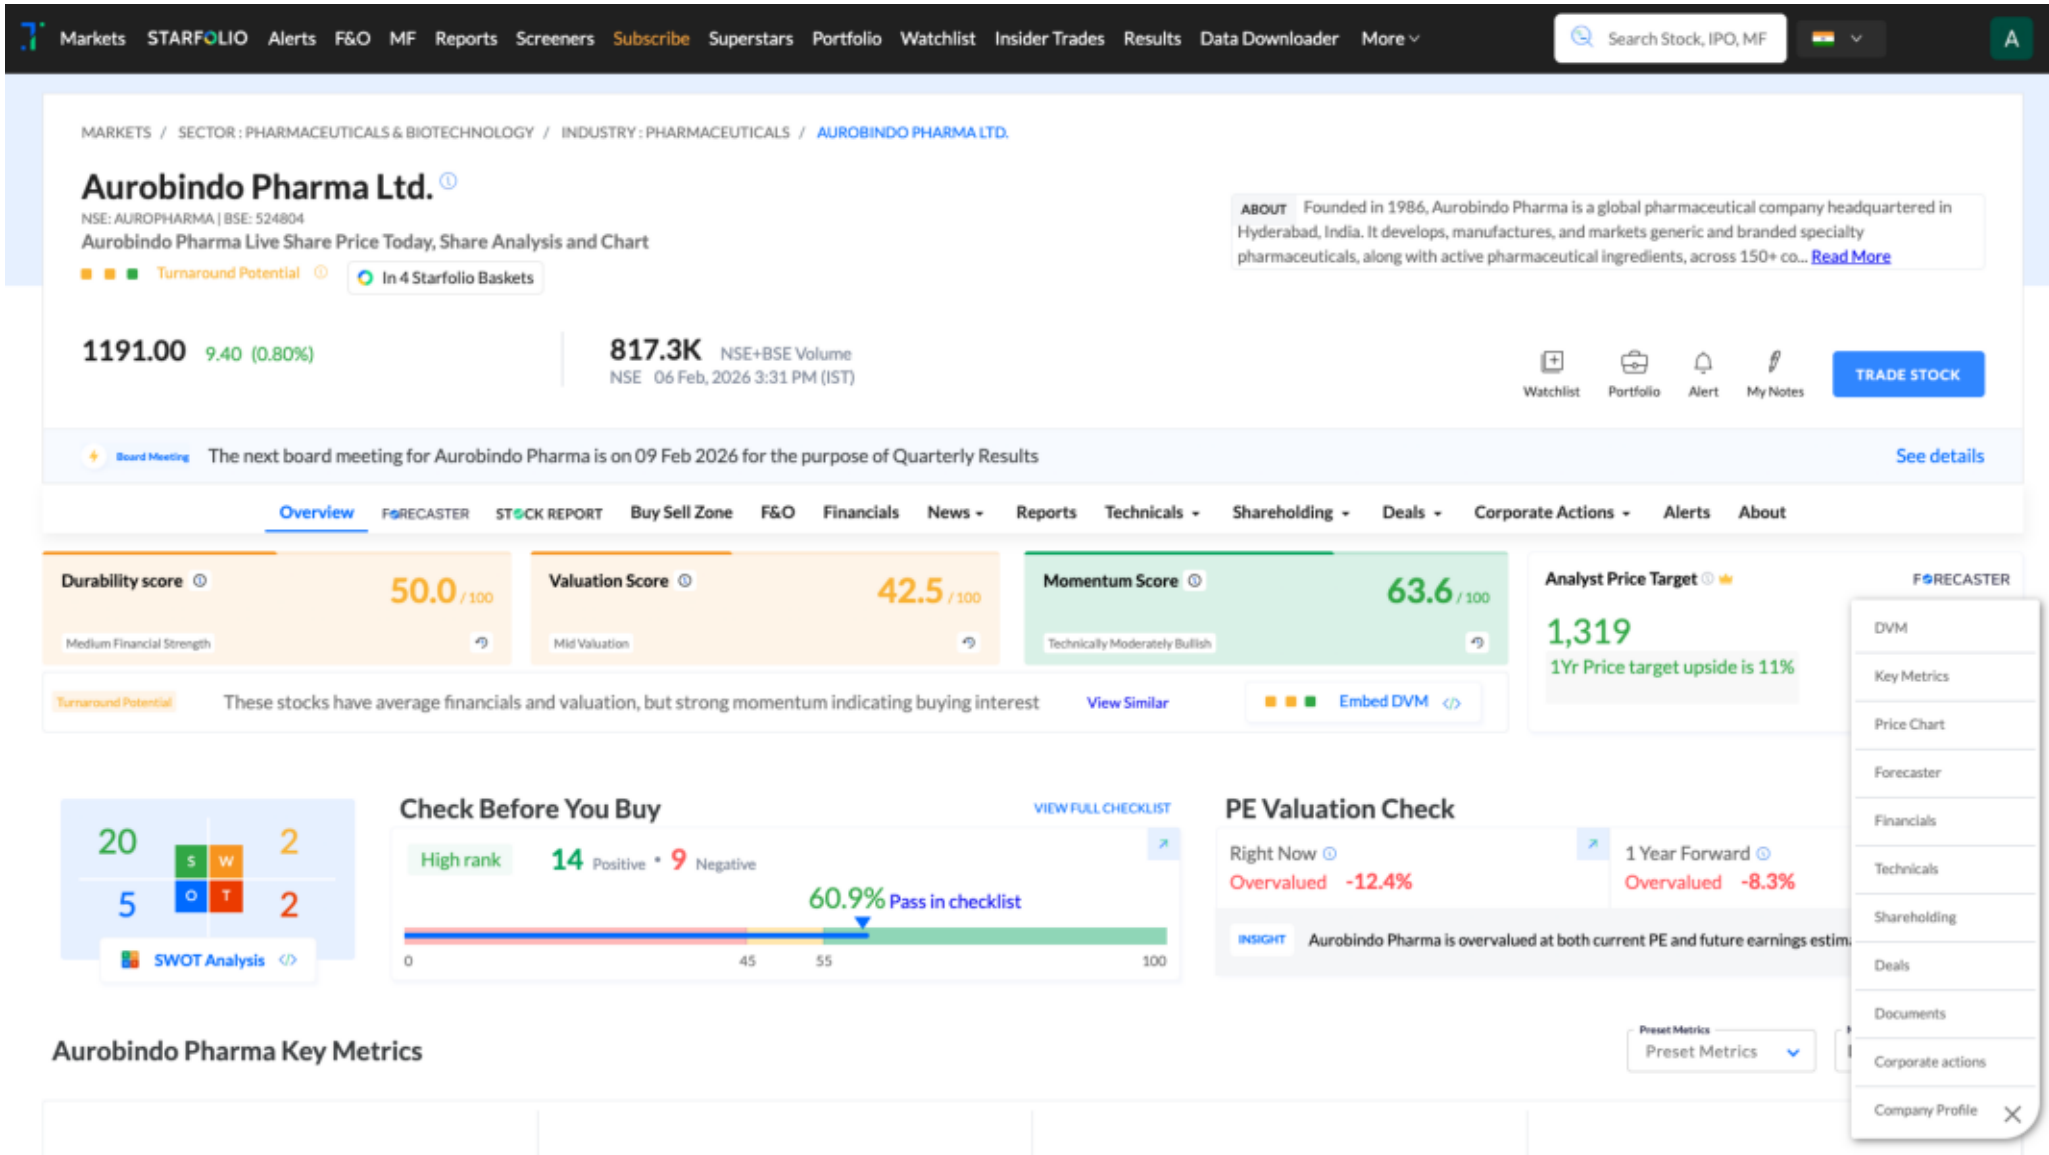 Markets STARFOLIO Alerts F&O MF Reports Screeners Subscribe Superstars Portfolio Watchlist Insider Trades Results Data Downloader More Search Stock, IPO, MF A
MARKETS / SECTOR : PHARMACEUTICALS & BIOTECHNOLOGY / INDUSTRY : PHARMACEUTICALS / AUROBINDO PHARMA LTD.
Aurobindo Pharma Ltd.
NSE: AUROPHARMA | BSE: 524804
Aurobindo Pharma Live Share Price Today, Share Analysis and Chart
Turnaround Potential In 4 Starfolio Baskets
ABOUT Founded in 1986, Aurobindo Pharma is a global pharmaceutical company headquartered in
Hyderabad, India. It develops, manufactures, and markets generic and branded specialty
pharmaceuticals, along with active pharmaceutical ingredients, across 150+ co... Read More
1191.00 9.40 (0.80%)
817.3K NSE+BSE Volume
NSE 06 Feb, 2026 3:31 PM (IST)
Watchlist Portfolio Alert My Notes TRADE STOCK
Board Meeting The next board meeting for Aurobindo Pharma is on 09 Feb 2026 for the purpose of Quarterly Results See details
Overview FORECASTER STOCK REPORT Buy Sell Zone F&O Financials News Reports Technicals Shareholding Deals Corporate Actions Alerts About
Durability score 50.0 / 100
Medium Financial Strength
Valuation Score 42.5 / 100
Mid Valuation
Momentum Score 63.6 / 100
Technically Moderately Bullish
Analyst Price Target FORECASTER
1,319
1Yr Price target upside is 11%
Turnaround Potential These stocks have average financials and valuation, but strong momentum indicating buying interest View Similar Embed DVM </>
20 S W 2
5 O T 2
SWOT Analysis </>
Check Before You Buy VIEW FULL CHECKLIST
High rank 14 Positive • 9 Negative
60.9% Pass in checklist
0 45 55 100
PE Valuation Check
Right Now
Overvalued -12.4%
1 Year Forward
Overvalued -8.3%
INSIGHT Aurobindo Pharma is overvalued at both current PE and future earnings estim
Aurobindo Pharma Key Metrics
Preset Metrics
Preset Metrics
DVM
Key Metrics
Price Chart
Forecaster
Financials
Technicals
Shareholding
Deals
Documents
Corporate actions
Company Profile